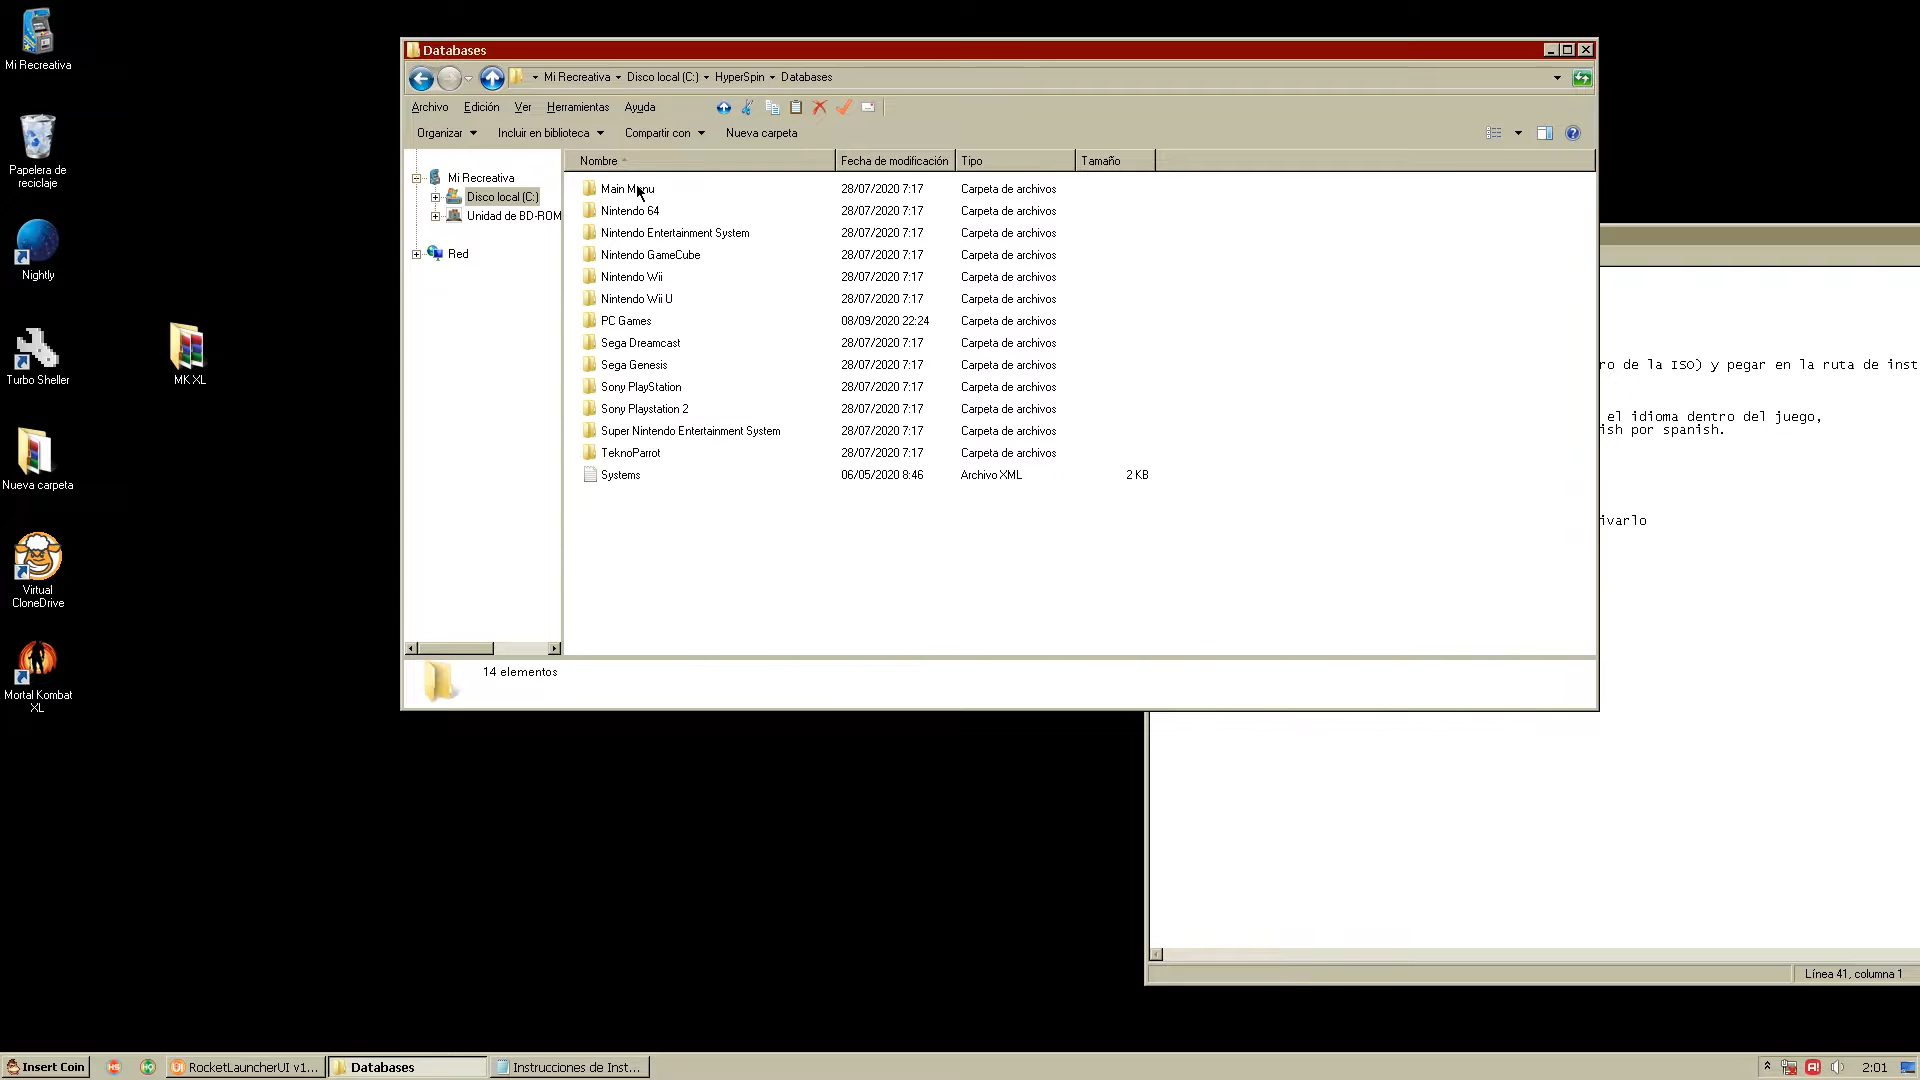 Mi Recreativa
Papelera de
reciclaje
Nightly
Turbo Sheller
MK XL
Nueva carpeta
Virtual
CloneDrive
Mortal Kombat
XL
Databases
Mi Recreativa
Disco local (C:)
HyperSpin
Databases
Archivo
Edición
Ver
Herramientas
Ayuda
Organizar
Incluir en biblioteca
Compartir con
Nueva carpeta
Mi Recreativa
Disco local (C:)
Unidad de BD-ROM
Red
Nombre
Fecha de modificación
Tipo
Tamaño
Main Menu 28/07/2020 7:17 Carpeta de archivos
Nintendo 64 28/07/2020 7:17 Carpeta de archivos
Nintendo Entertainment System 28/07/2020 7:17 Carpeta de archivos
Nintendo GameCube 28/07/2020 7:17 Carpeta de archivos
Nintendo Wii 28/07/2020 7:17 Carpeta de archivos
Nintendo Wii U 28/07/2020 7:17 Carpeta de archivos
PC Games 08/09/2020 22:24 Carpeta de archivos
Sega Dreamcast 28/07/2020 7:17 Carpeta de archivos
Sega Genesis 28/07/2020 7:17 Carpeta de archivos
Sony PlayStation 28/07/2020 7:17 Carpeta de archivos
Sony Playstation 2 28/07/2020 7:17 Carpeta de archivos
Super Nintendo Entertainment System 28/07/2020 7:17 Carpeta de archivos
TeknoParrot 28/07/2020 7:17 Carpeta de archivos
Systems 06/05/2020 8:46 Archivo XML 2 KB
14 elementos
ro de la ISO) y pegar en la ruta de inst
el idioma dentro del juego,
ish por spanish.
ivarlo
Línea 41, columna 1
Insert Coin
HS
HQ
RocketLauncherUI v1...
Databases
Instrucciones de Inst...
A!
2:01